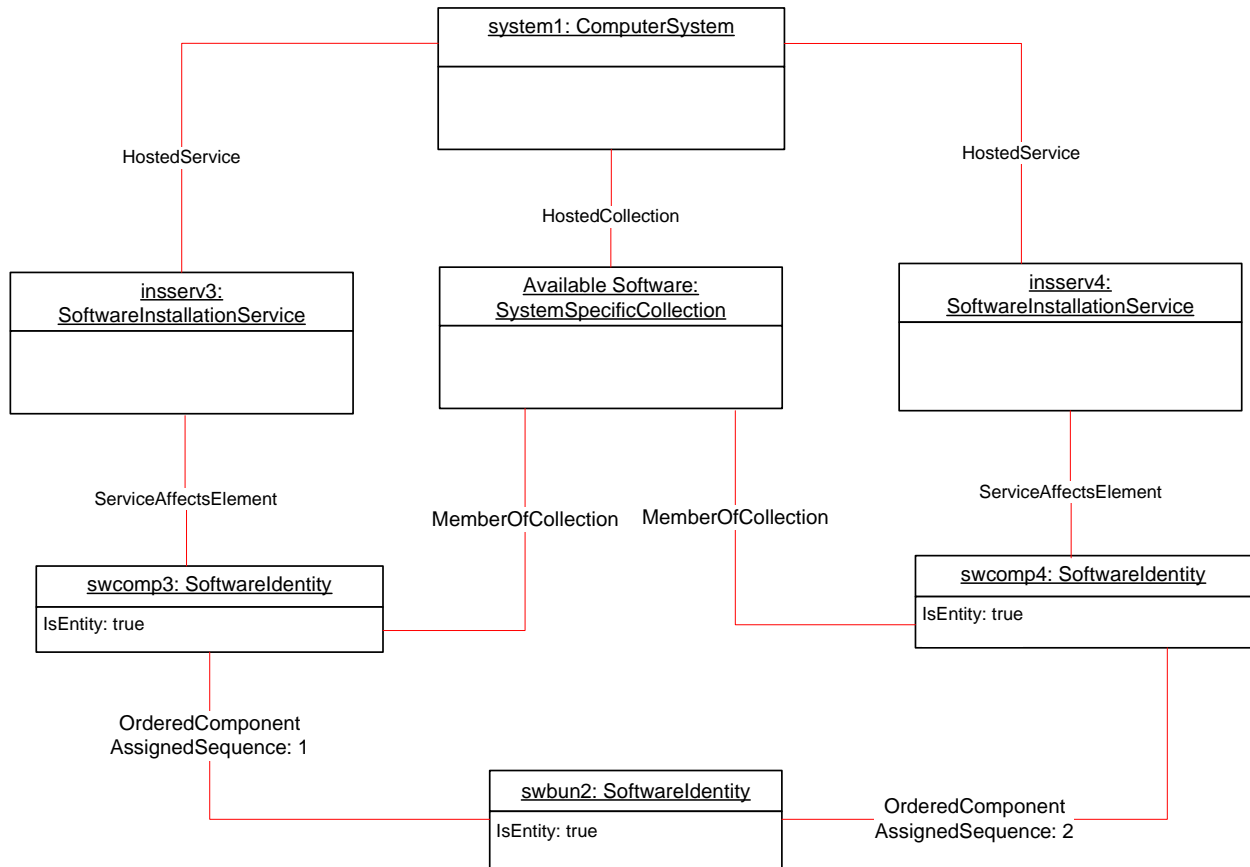 system1: ComputerSystem
HostedService
HostedService
HostedCollection
insserv3:
SoftwareInstallationService
Available Software:
SystemSpecificCollection
insserv4:
SoftwareInstallationService
ServiceAffectsElement
MemberOfCollection
MemberOfCollection
ServiceAffectsElement
swcomp3: SoftwareIdentity
IsEntity: true
swcomp4: SoftwareIdentity
IsEntity: true
OrderedComponent
AssignedSequence: 1
swbun2: SoftwareIdentity
IsEntity: true
OrderedComponent
AssignedSequence: 2